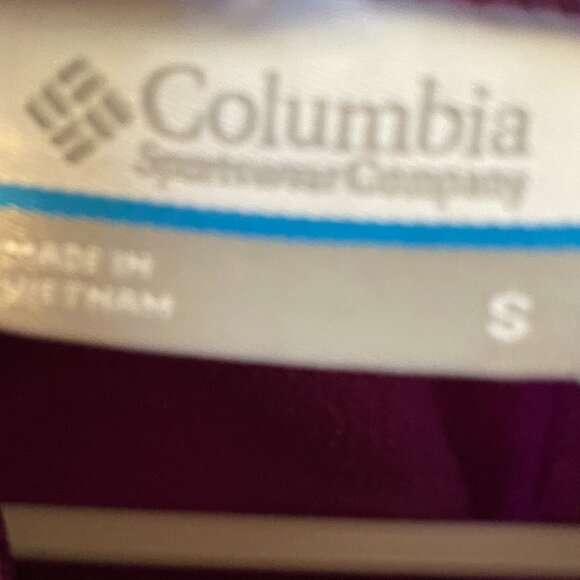 Columbia
Sportswear Company
MADE IN
VIETNAM
S